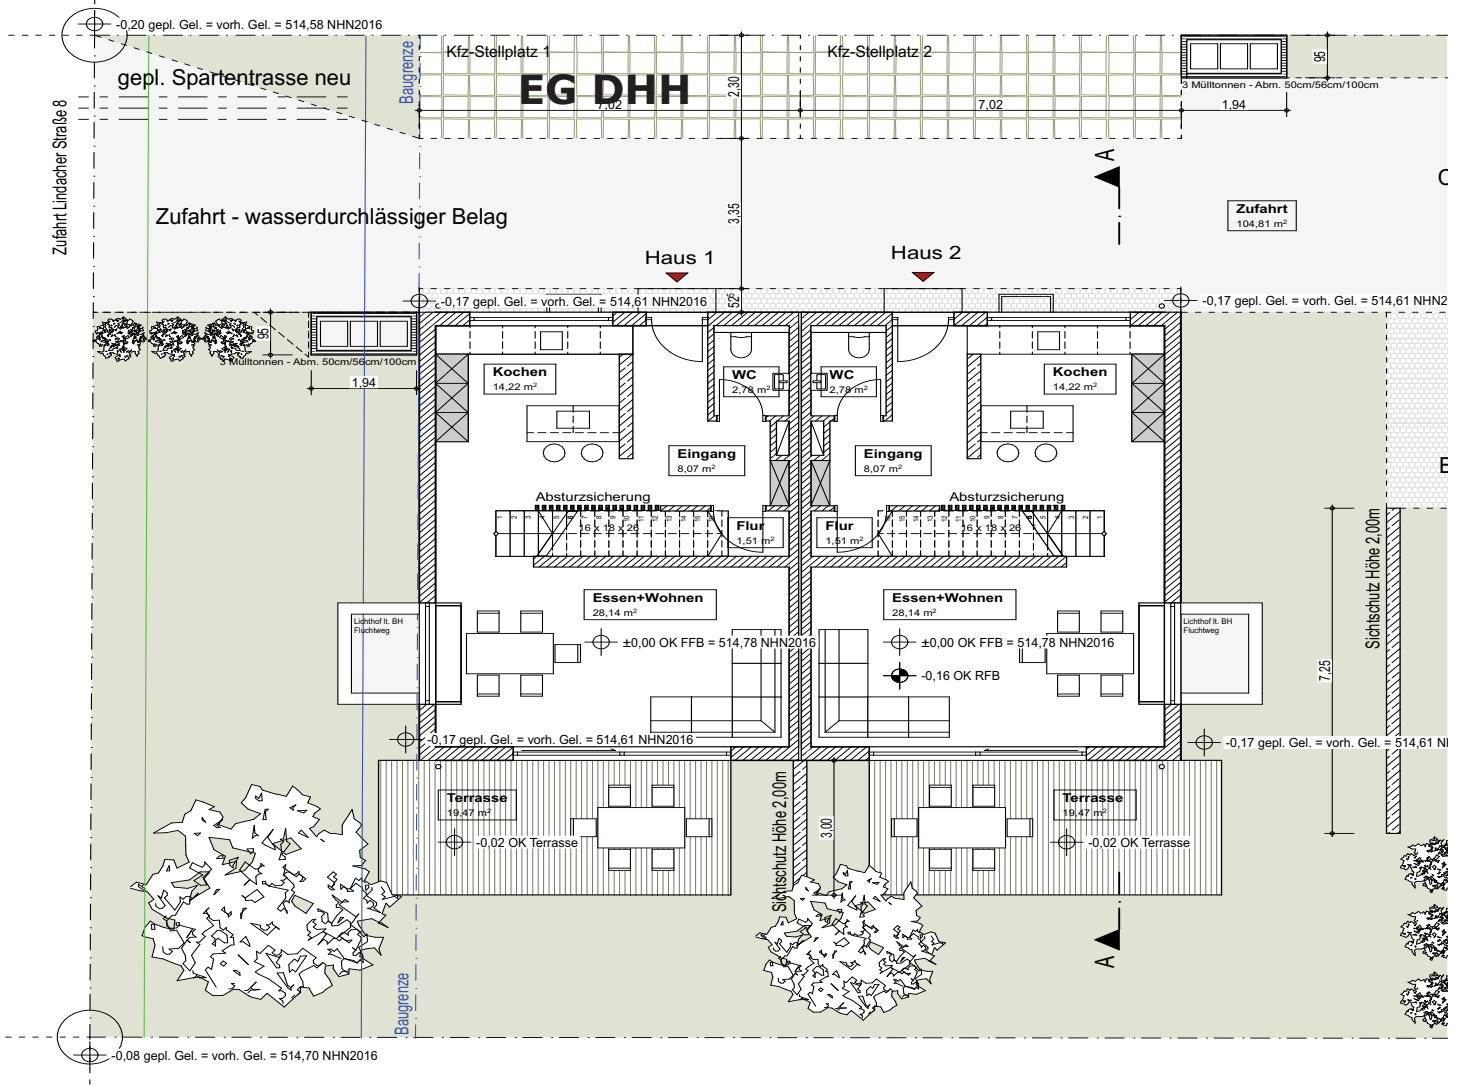 -0,20 gepl. Gel. = vorh. Gel. = 514,58 NHN2016
gepl. Spartentrasse neu
Baugrenze
Kfz-Stellplatz 1
EG DHH
7,02
2,30
Kfz-Stellplatz 2
7,02
3 Mülltonnen - Abm. 50cm/56cm/100cm
1,94
95
Zufahrt Lindacher Straße 8
Zufahrt - wasserdurchlässiger Belag
3,35
A
Zufahrt
104,81 m²
Haus 1
Haus 2
-0,17 gepl. Gel. = vorh. Gel. = 514,61 NHN2016
52⁵
-0,17 gepl. Gel. = vorh. Gel. = 514,61 NHN2
95
3 Mülltonnen - Abm. 50cm/56cm/100cm
1,94
Kochen
14,22 m²
WC
2,78 m²
WC
2,78 m²
Kochen
14,22 m²
Eingang
8,07 m²
Eingang
8,07 m²
Absturzsicherung
16 x 18 x 26
Flur
1,51 m²
Flur
1,51 m²
Absturzsicherung
16 x 18 x 26
Essen+Wohnen
28,14 m²
±0,00 OK FFB = 514,78 NHN2016
Essen+Wohnen
28,14 m²
±0,00 OK FFB = 514,78 NHN2016
-0,16 OK RFB
Lichthof lt. BH
Fluchtweg
Lichthof lt. BH
Fluchtweg
Sichtschutz Höhe 2,00m
7,25
-0,17 gepl. Gel. = vorh. Gel. = 514,61 NHN2016
-0,17 gepl. Gel. = vorh. Gel. = 514,61 NI
Terrasse
19,47 m²
-0,02 OK Terrasse
Sichtschutz Höhe 2,00m
3,00
Terrasse
19,47 m²
-0,02 OK Terrasse
A
Baugrenze
-0,08 gepl. Gel. = vorh. Gel. = 514,70 NHN2016